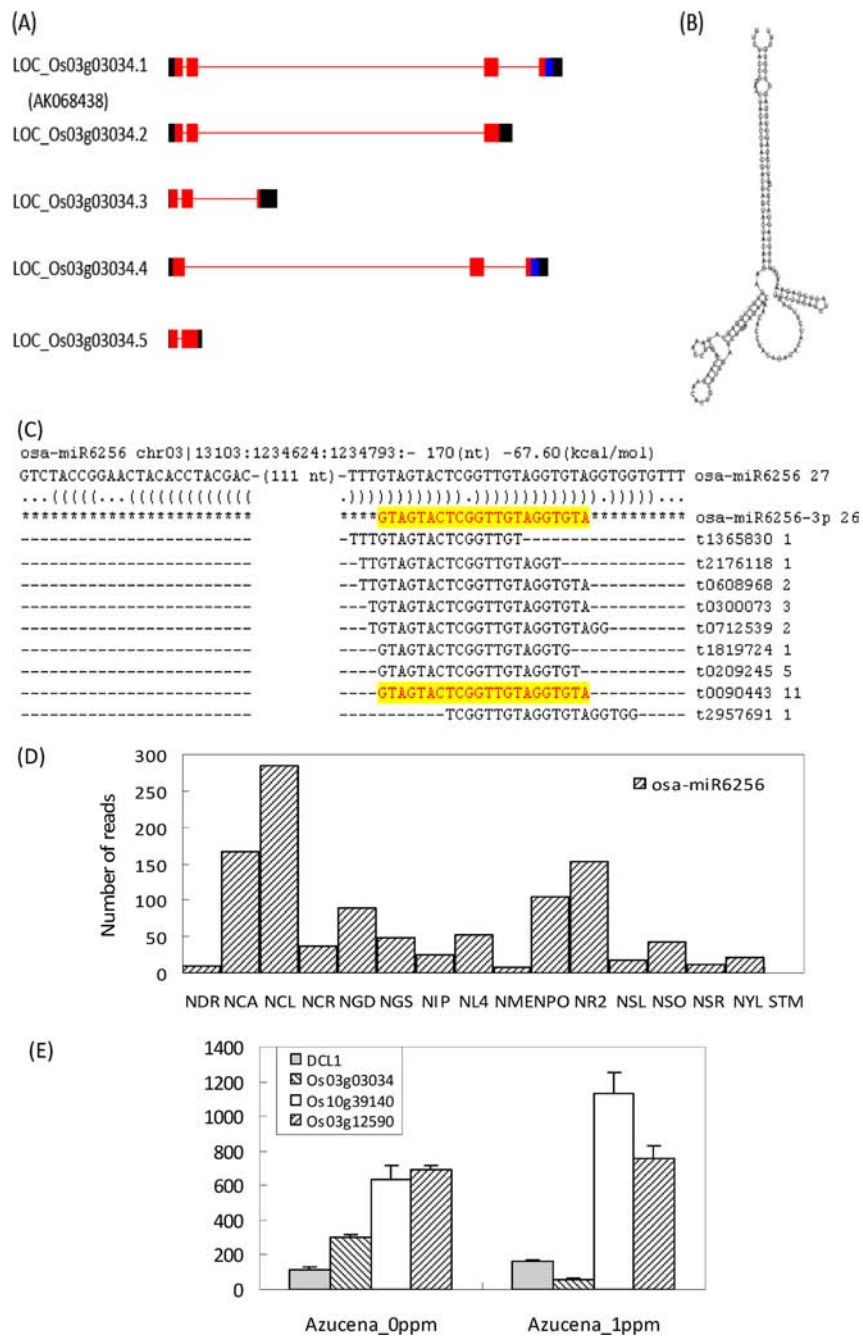 (A)
(B)
LOC_Os03g03034.1
(AK068438)
LOC_Os03g03034.2
LOC_Os03g03034.3
LOC_Os03g03034.4
LOC_Os03g03034.5
(C)
osa-miR6256 chr03|13103:1234624:1234793:- 170(nt) -67.60(kcal/mol)
GTCTACCGGAACTACACCTACGAC-(111 nt)-TTTGTAGTACTCGGTTGTAGGTGTAGGTGGTGTTT osa-miR6256 27
...(((((..((((((((((((( .))))))))))))).)))))))))))))..)))))...
************************ ****GTAGTACTCGGTTGTAGGTGTA********** osa-miR6256-3p 26
------------------------ -TTTGTAGTACTCGGTTGT----------------- t1365830 1
------------------------ --TTGTAGTACTCGGTTGTAGGT------------- t2176118 1
------------------------ --TTGTAGTACTCGGTTGTAGGTGTA---------- t0608968 2
------------------------ ---TGTAGTACTCGGTTGTAGGTGTA---------- t0300073 3
------------------------ ---TGTAGTACTCGGTTGTAGGTGTAGG-------- t0712539 2
------------------------ ----GTAGTACTCGGTTGTAGGTG------------ t1819724 1
------------------------ ----GTAGTACTCGGTTGTAGGTGT----------- t0209245 5
------------------------ ----GTAGTACTCGGTTGTAGGTGTA---------- t0090443 11
------------------------ -----------TCGGTTGTAGGTGTAGGTGG----- t2957691 1
(D)
Number of reads
300
250
200
150
100
50
0
osa-miR6256
NDR NCA NCL NCR NGD NGS NIP NL4 NME NPO NR2 NSL NSO NSR NYL STM
(E)
1400
1200
1000
800
600
400
200
0
DCL1
Os03g03034
Os10g39140
Os03g12590
Azucena_0ppm Azucena_1ppm